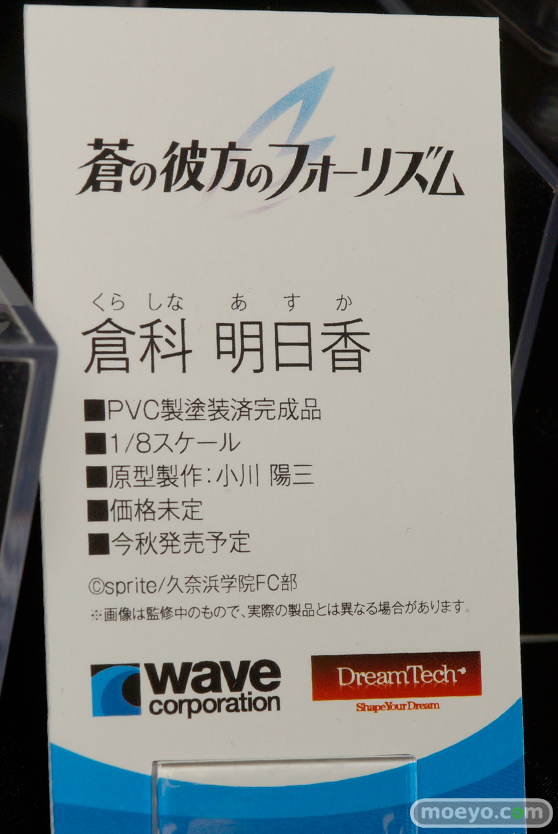 蒼の彼方のフォーリズム
くらしな あすか
倉科 明日香
■PVC製塗装済完成品
■1/8スケール
■原型製作：小川 陽三
■価格未定
■今秋発売予定
©sprite/久奈浜学院FC部
※画像は監修中のもので、実際の製品とは異なる場合があります。
wave
corporation
DreamTech
ShapeYourDream
moeyo.com